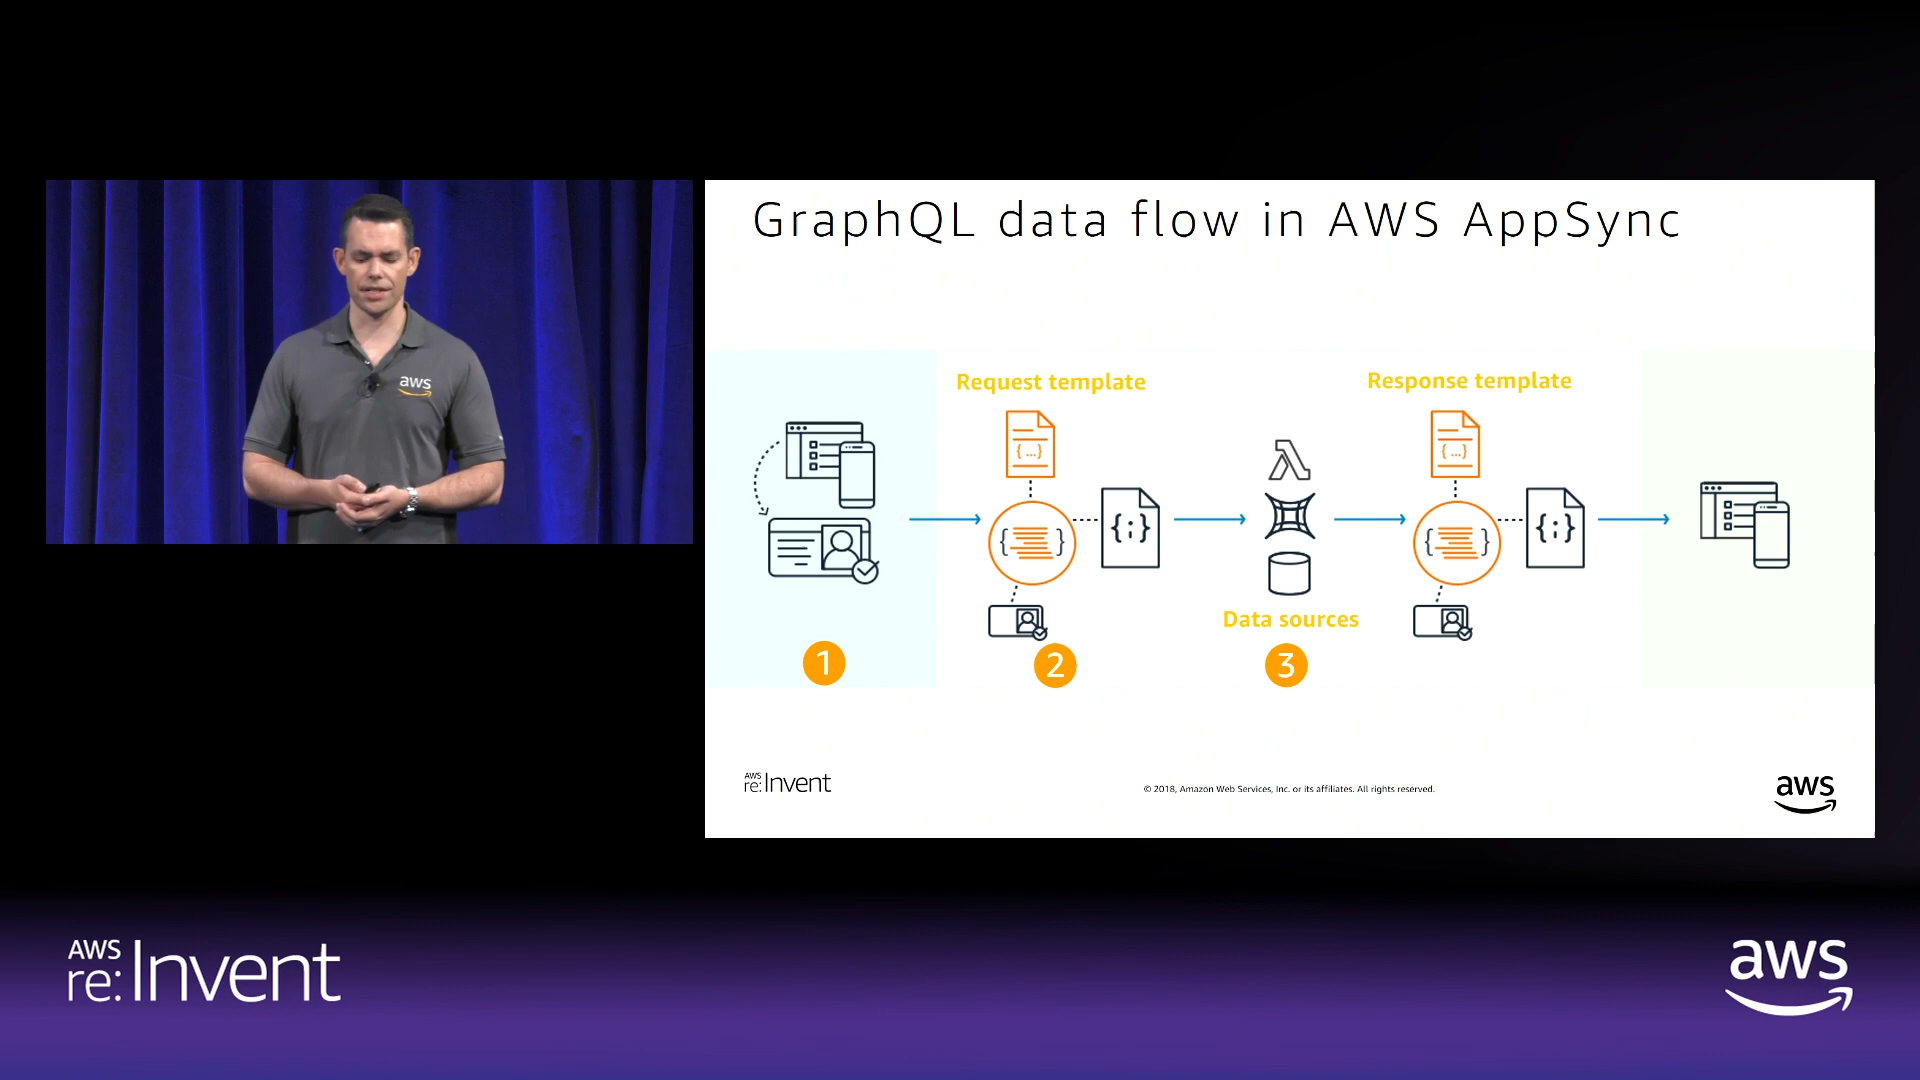 GraphQL data flow in AWS AppSync
Request template
Response template
{...}
{...}
{ }
{;}
{ }
{;}
Data sources
1
2
3
AWS
re:Invent
© 2018, Amazon Web Services, Inc. or its affiliates. All rights reserved.
aws
aws
AWS
re:Invent
aws